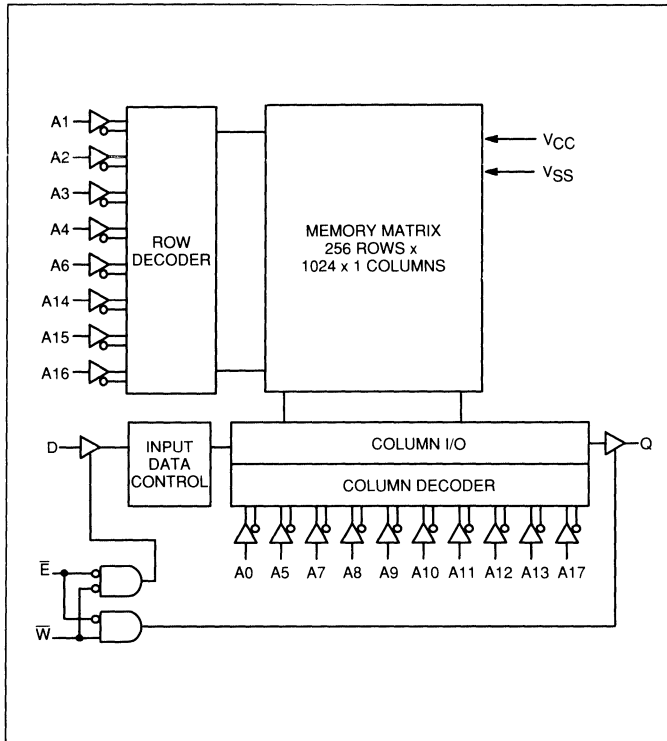 A1
A2
A3
A4
A6
A14
A15
A16
ROW
DECODER
MEMORY MATRIX
256 ROWS x
1024 x 1 COLUMNS
VCC
VSS
D
INPUT
DATA
CONTROL
COLUMN I/O
COLUMN DECODER
Q
A0 A5 A7 A8 A9 A10 A11 A12 A13 A17
E̅
W̅